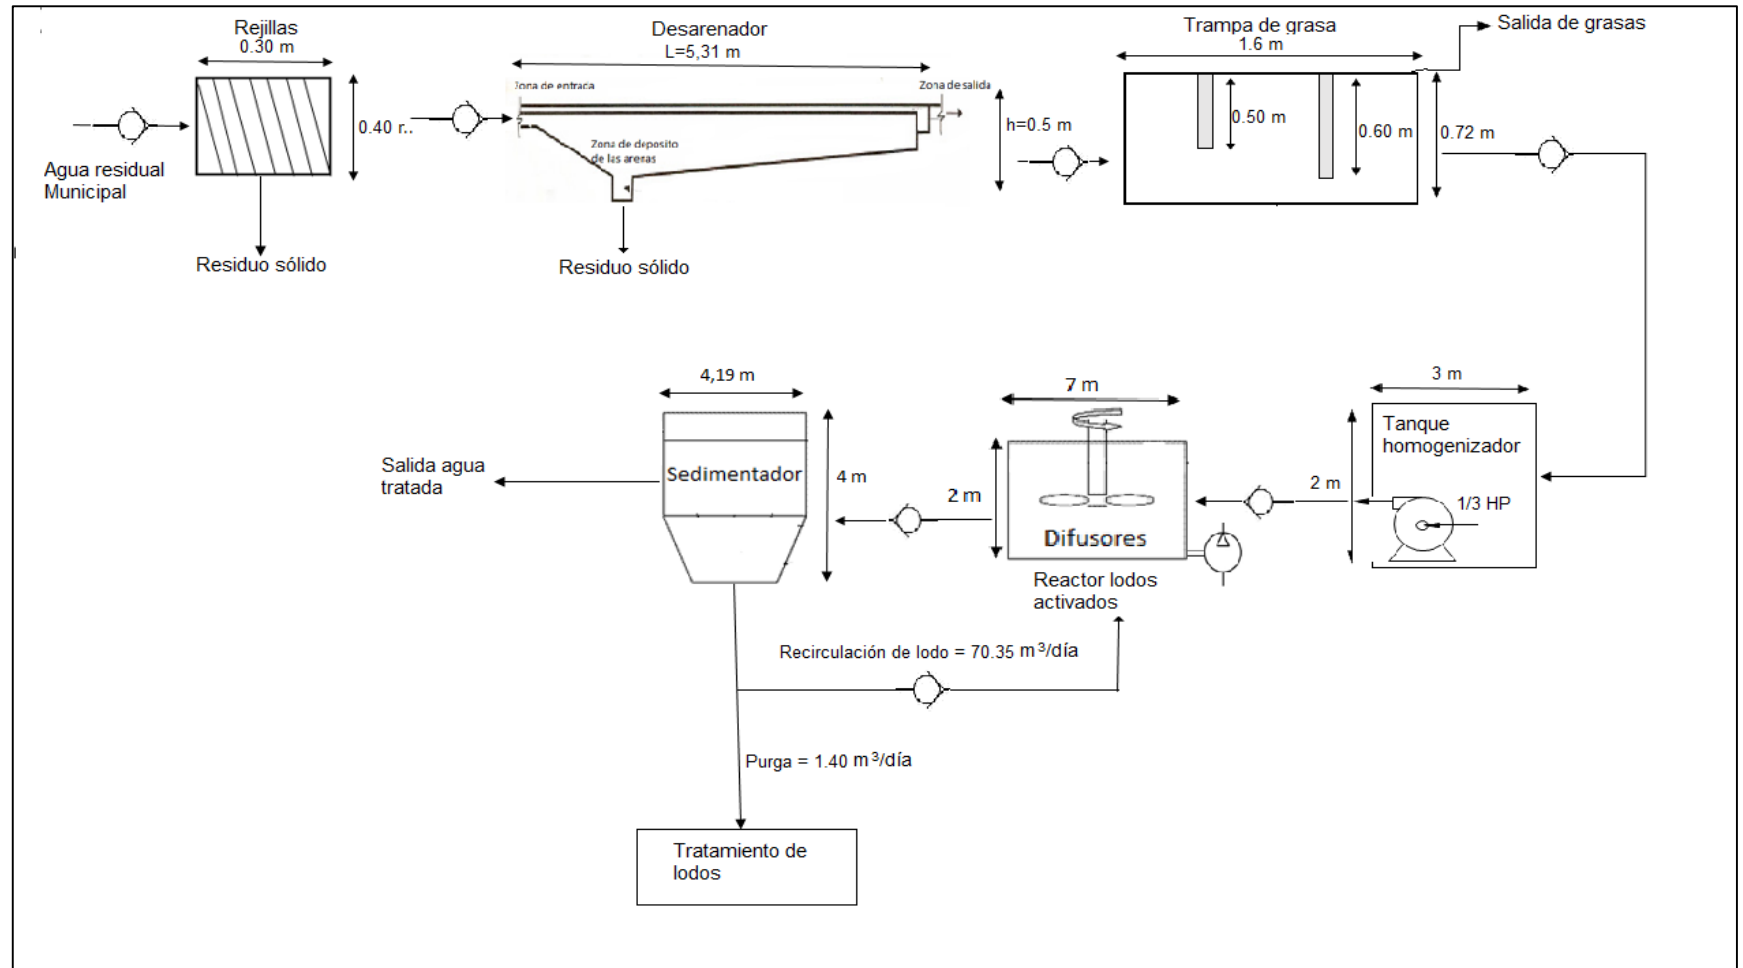 Rejillas
0.30 m
0.40 r..
Agua residual
Municipal
Residuo sólido
Desarenador
L=5,31 m
Zona de entrada
Zona de salida
Zona de deposito
de las arenas
h=0.5 m
Residuo sólido
Trampa de grasa
1.6 m
Salida de grasas
0.50 m
0.60 m
0.72 m
3 m
Tanque
homogenizador
2 m
1/3 HP
7 m
2 m
Difusores
Reactor lodos
activados
4,19 m
Sedimentador
4 m
Salida agua
tratada
Recirculación de lodo = 70.35 m³/día
Purga = 1.40 m³/día
Tratamiento de
lodos